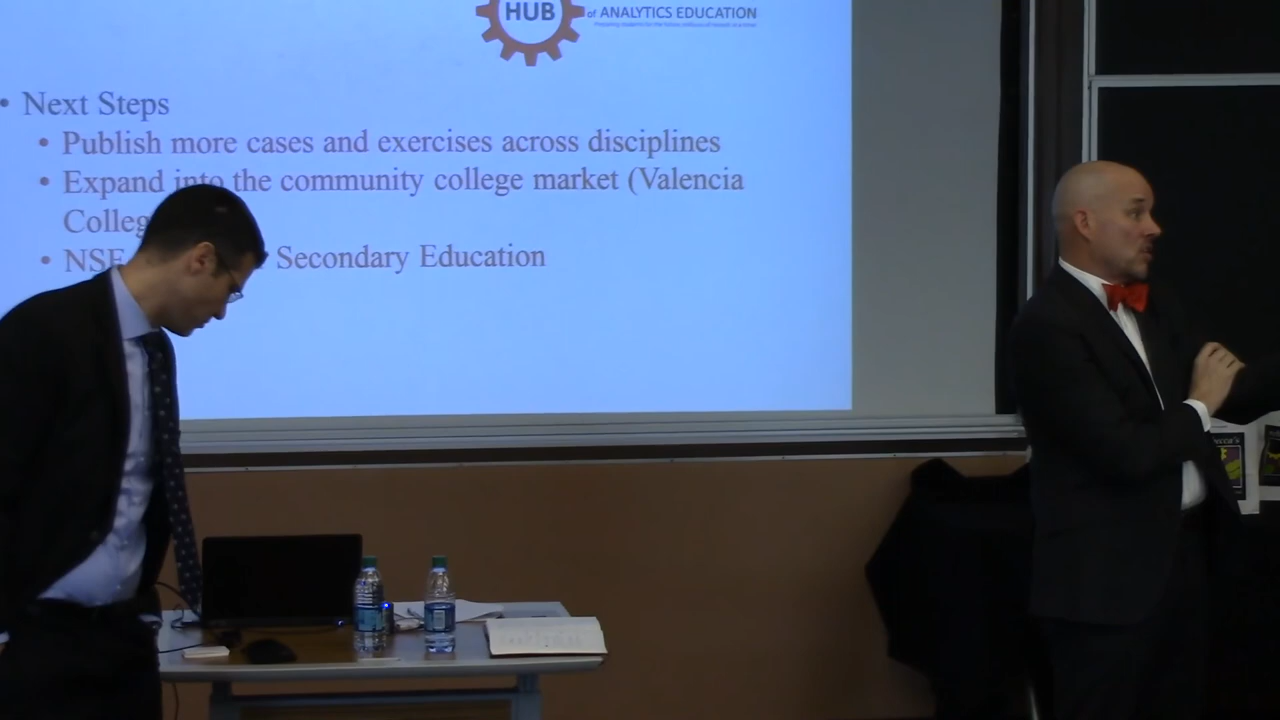 HUB
of ANALYTICS EDUCATION
• Next Steps
• Publish more cases and exercises across disciplines
• Expand into the community college market (Valencia
Colleg
• NSF Secondary Education